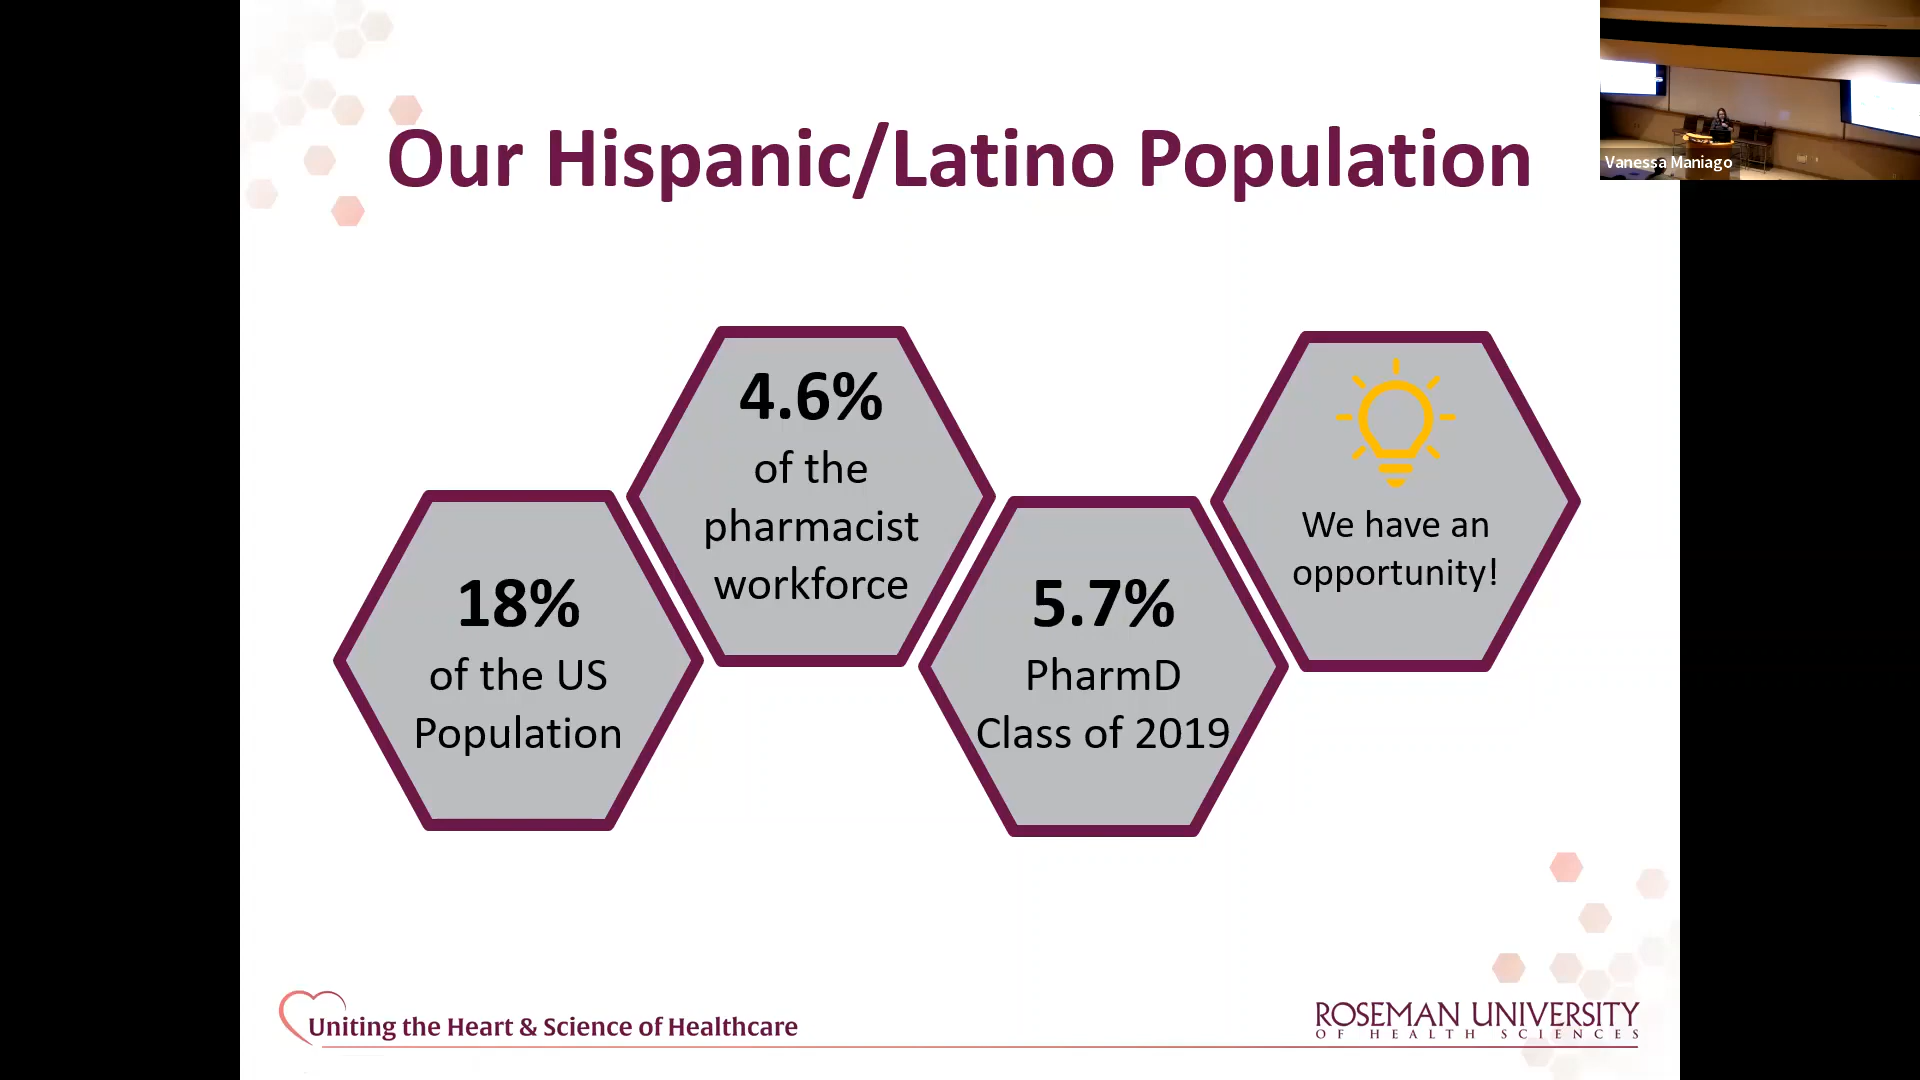 Our Hispanic/Latino Population
Vanessa Maniago
18%
of the US
Population
4.6%
of the
pharmacist
workforce
5.7%
PharmD
Class of 2019
We have an
opportunity!
Uniting the Heart & Science of Healthcare
ROSEMAN UNIVERSITY
OF HEALTH SCIENCES